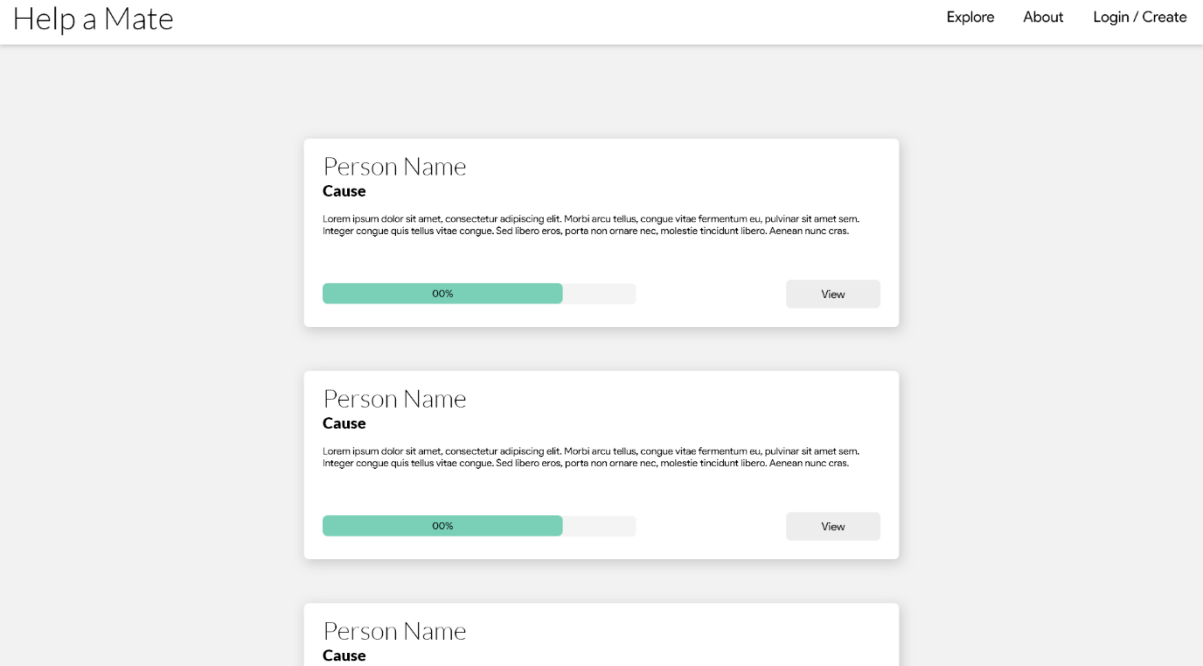 Help a Mate
Explore About Login / Create
Person Name
Cause
Lorem ipsum dolor sit amet, consectetur adipiscing elit. Morbi arcu tellus, congue vitae fermentum eu, pulvinar sit amet sem.
Integer congue quis tellus vitae congue. Sed libero eros, porta non ornare nec, molestie tincidunt libero. Aenean nunc cras.
00%
View
Person Name
Cause
Lorem ipsum dolor sit amet, consectetur adipiscing elit. Morbi arcu tellus, congue vitae fermentum eu, pulvinar sit amet sem.
Integer congue quis tellus vitae congue. Sed libero eros, porta non ornare nec, molestie tincidunt libero. Aenean nunc cras.
00%
View
Person Name
Cause